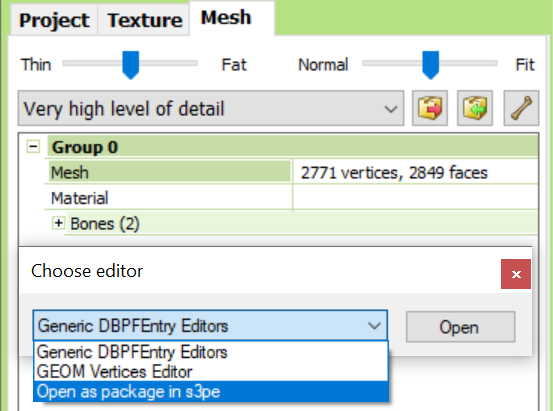 Project Texture Mesh
Thin Fat Normal Fit
Very high level of detail
Group 0
Mesh 2771 vertices, 2849 faces
Material
Bones (2)
Choose editor
Generic DBPFEntry Editors Open
Generic DBPFEntry Editors
GEOM Vertices Editor
Open as package in s3pe